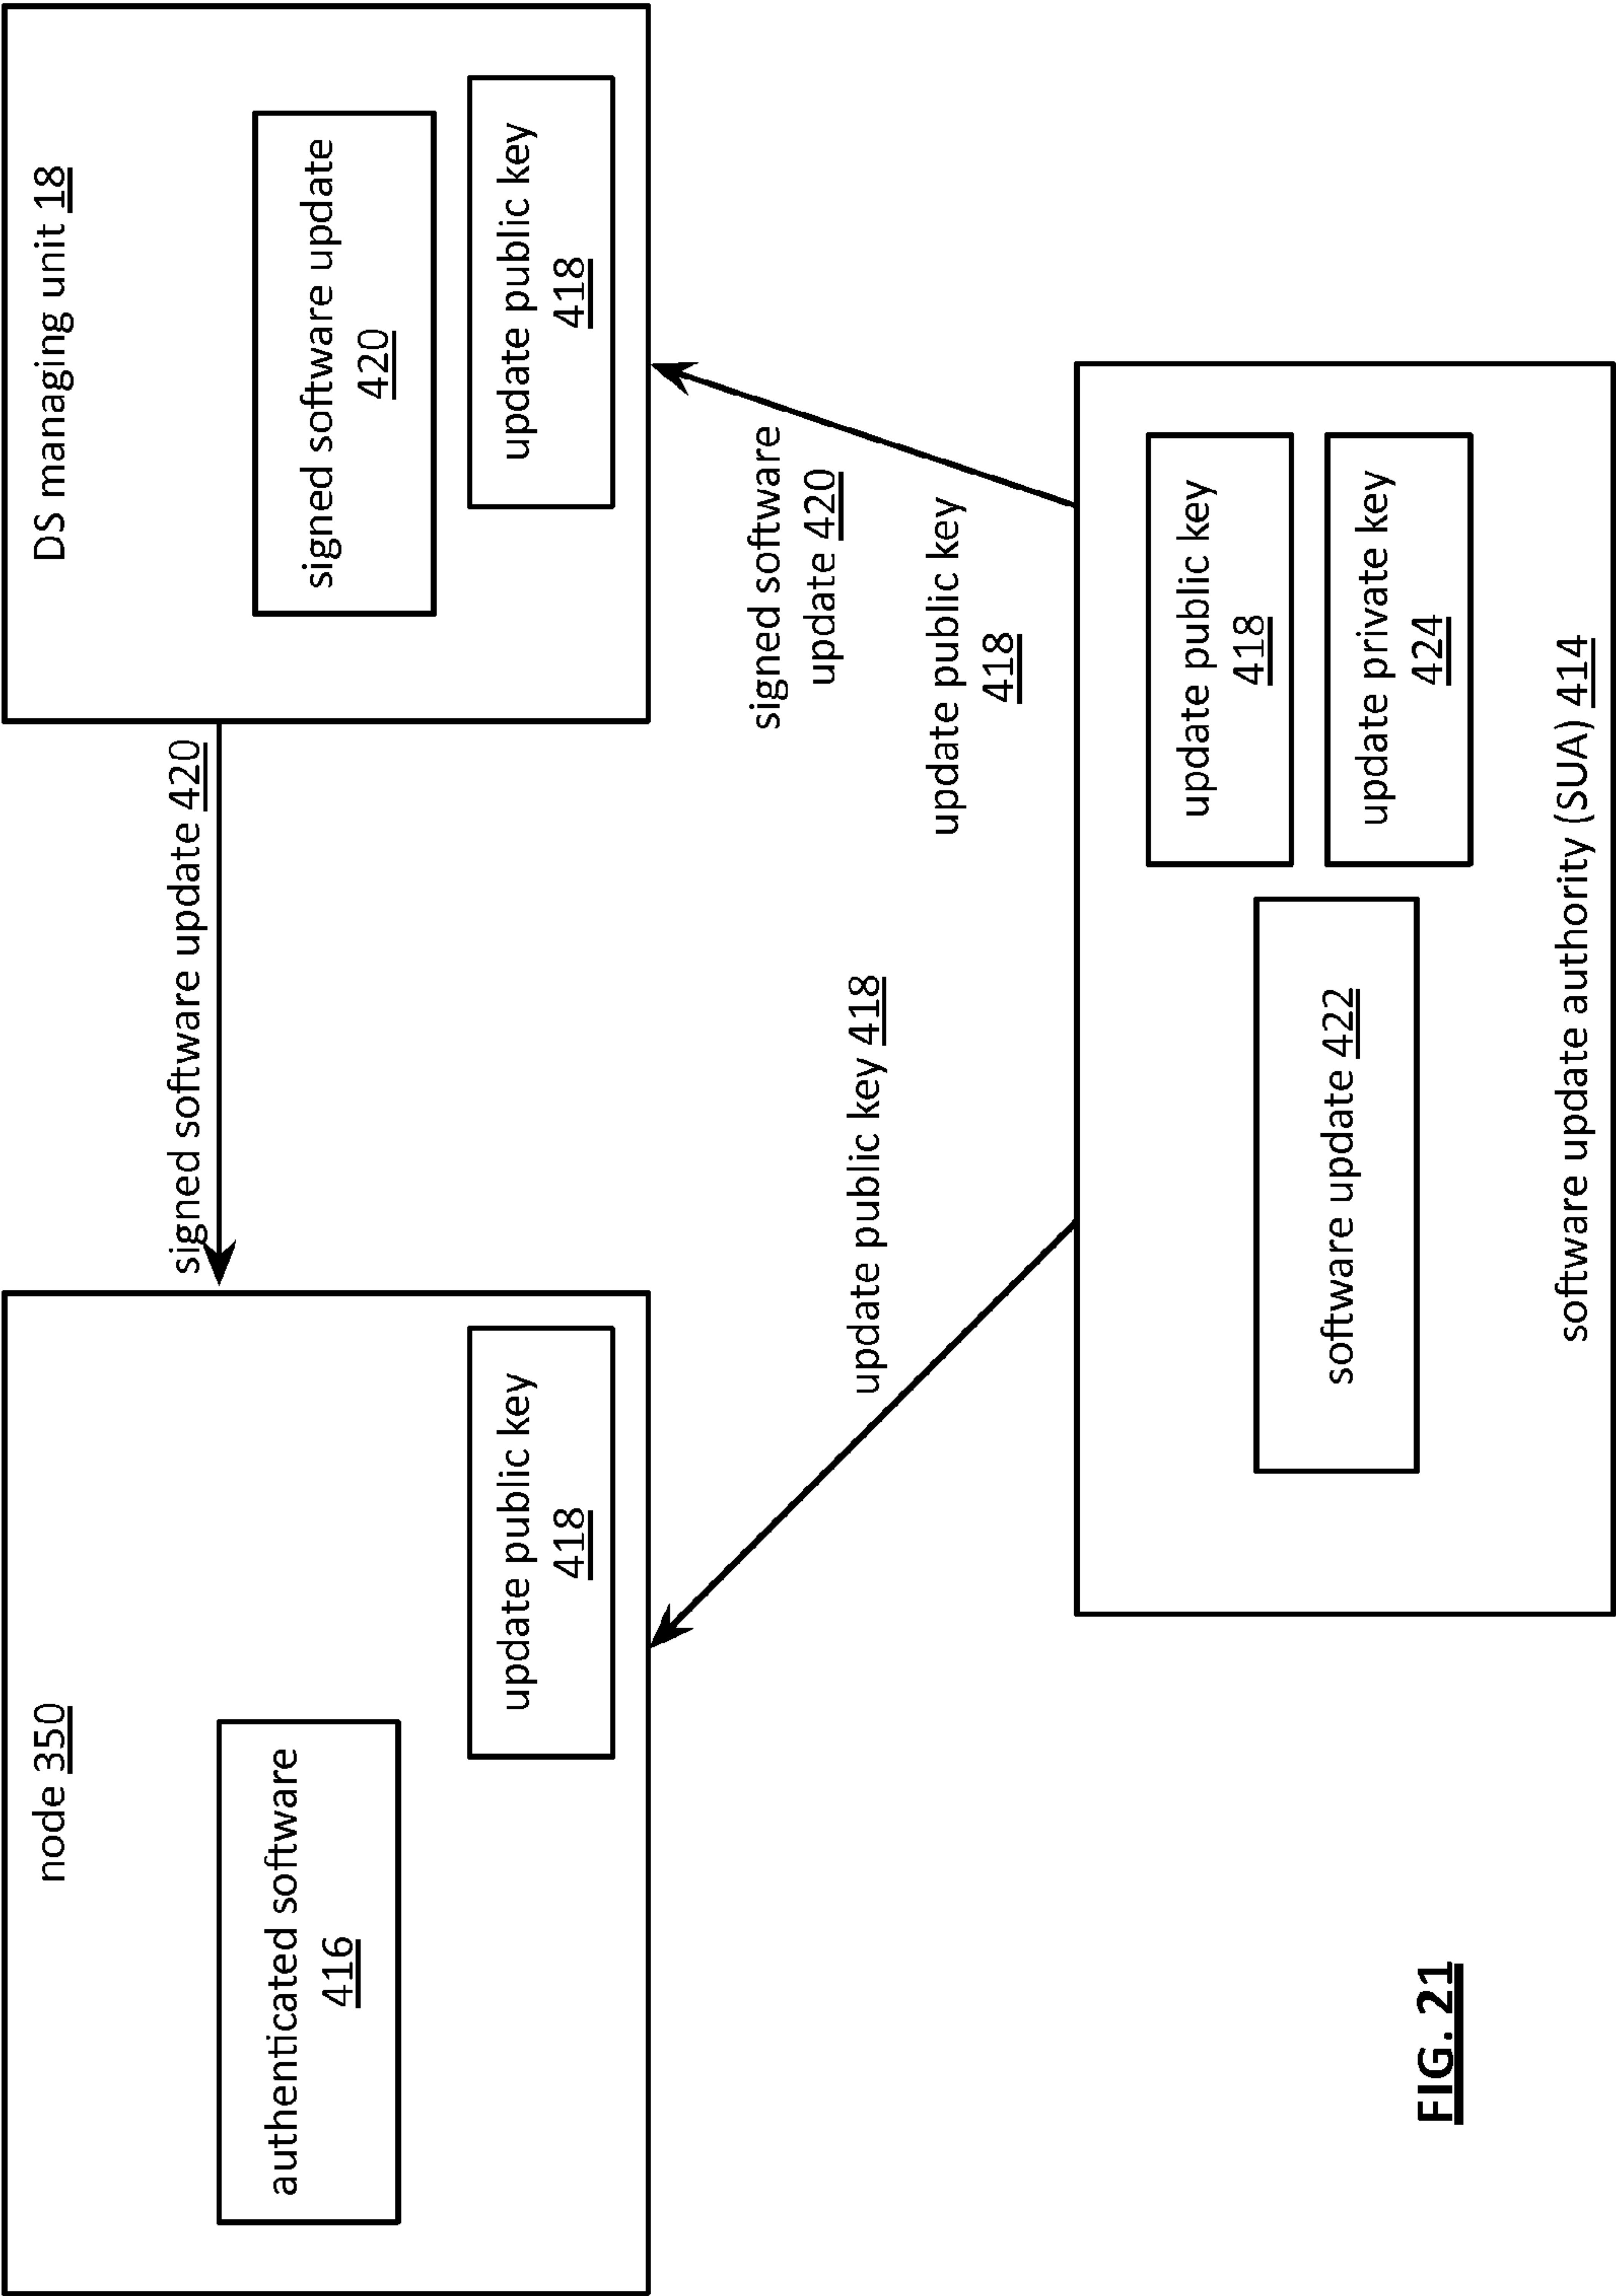 node 350
authenticated software
416
update public key
418
signed software update 420
DS managing unit 18
signed software update
420
update public key
418
update public key 418
signed software
update 420
update public key
418
software update 422
update public key
418
update private key
424
software update authority (SUA) 414
FIG. 21